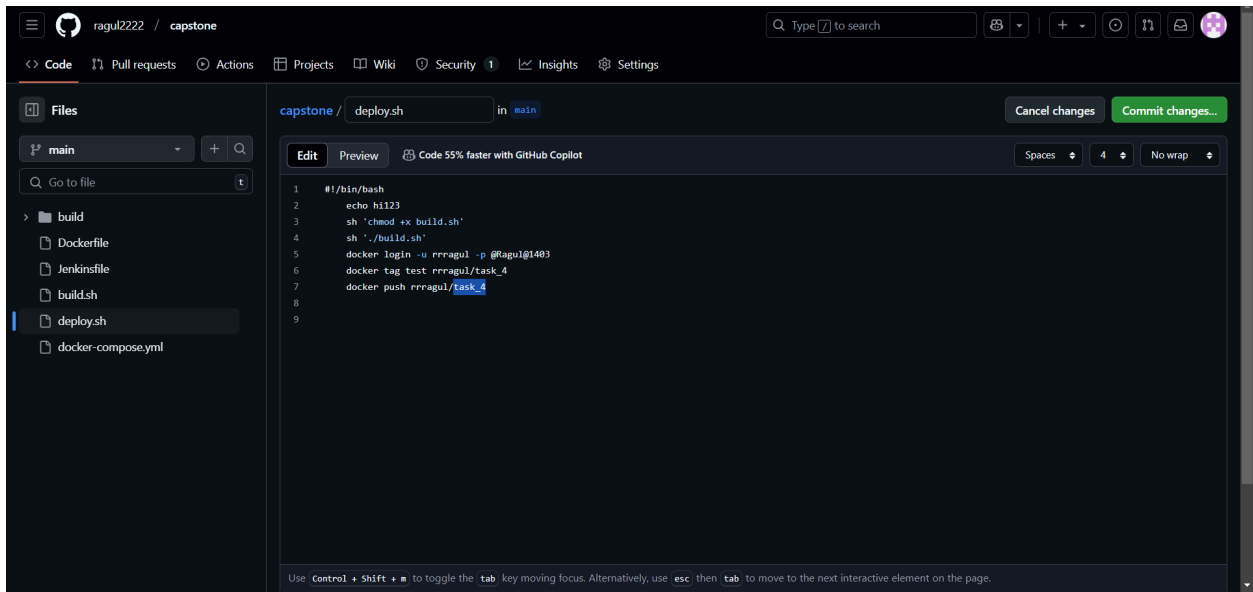 ragul2222 / capstone
Type / to search
Code Pull requests Actions Projects Wiki Security 1 Insights Settings
Files
capstone / deploy.sh in main
Cancel changes Commit changes...
main
Edit Preview Code 55% faster with GitHub Copilot
Spaces 4 No wrap
Go to file t
build
Dockerfile
Jenkinsfile
build.sh
deploy.sh
docker-compose.yml
1 #!/bin/bash
2 echo hi123
3 sh 'chmod +x build.sh'
4 sh './build.sh'
5 docker login -u rrragul -p @Ragul@1403
6 docker tag test rrragul/task_4
7 docker push rrragul/task_4
8
9
Use Control + Shift + m to toggle the tab key moving focus. Alternatively, use esc then tab to move to the next interactive element on the page.